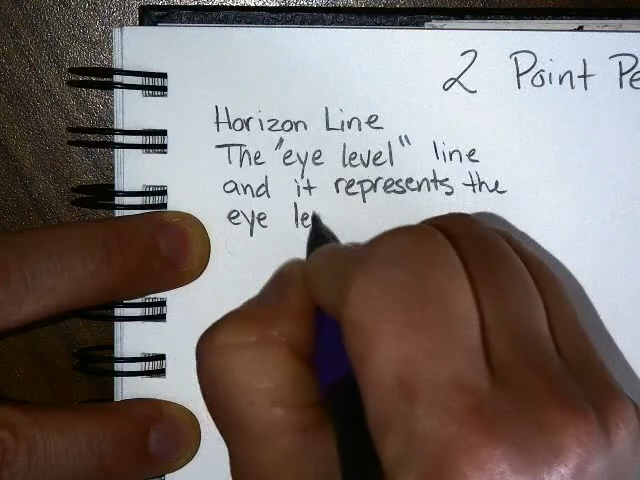 2 Point Pe
Horizon Line
The "eye level" line
and it represents the
eye le